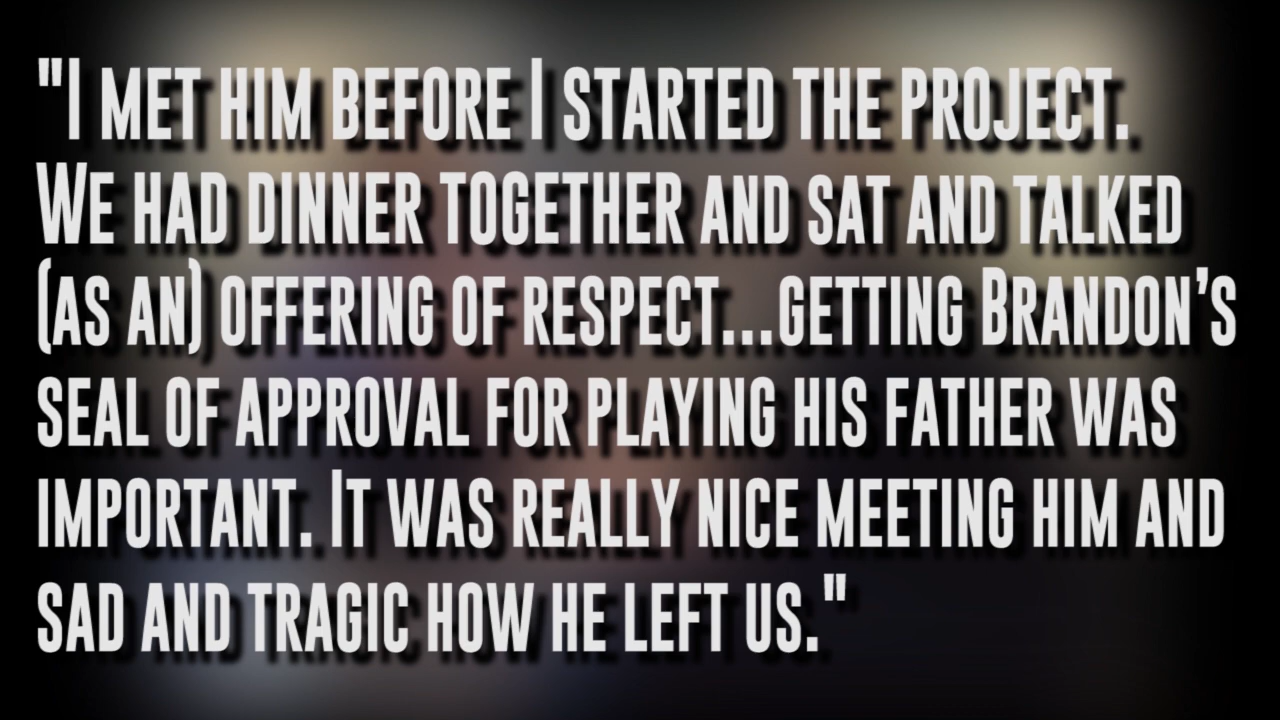 "I met him before I started the project.
We had dinner together and sat and talked
(as an) offering of respect...getting Brandon's
seal of approval for playing his father was
important. It was really nice meeting him and
sad and tragic how he left us."